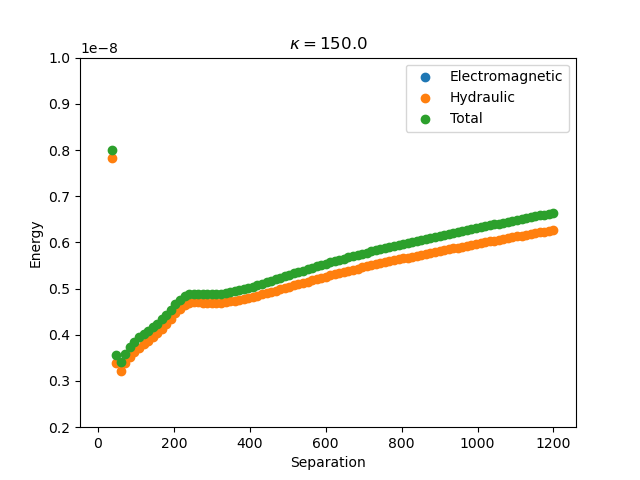 κ = 150.0
1e−8
1.0
0.9
0.8
0.7
0.6
0.5
0.4
0.3
0.2
Energy
Electromagnetic
Hydraulic
Total
0 200 400 600 800 1000 1200
Separation